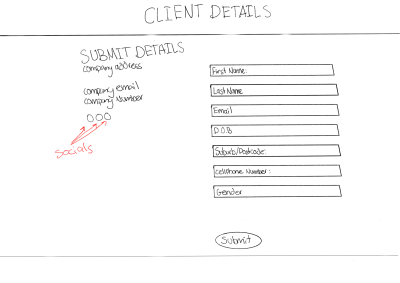 CLIENT DETAILS
SUBMIT DETAILS
company address
company email
company number
socials
First Name:
Last Name
Email
D.O.B
Suburb/Postcode:
cellphone Number:
Gender
Submit